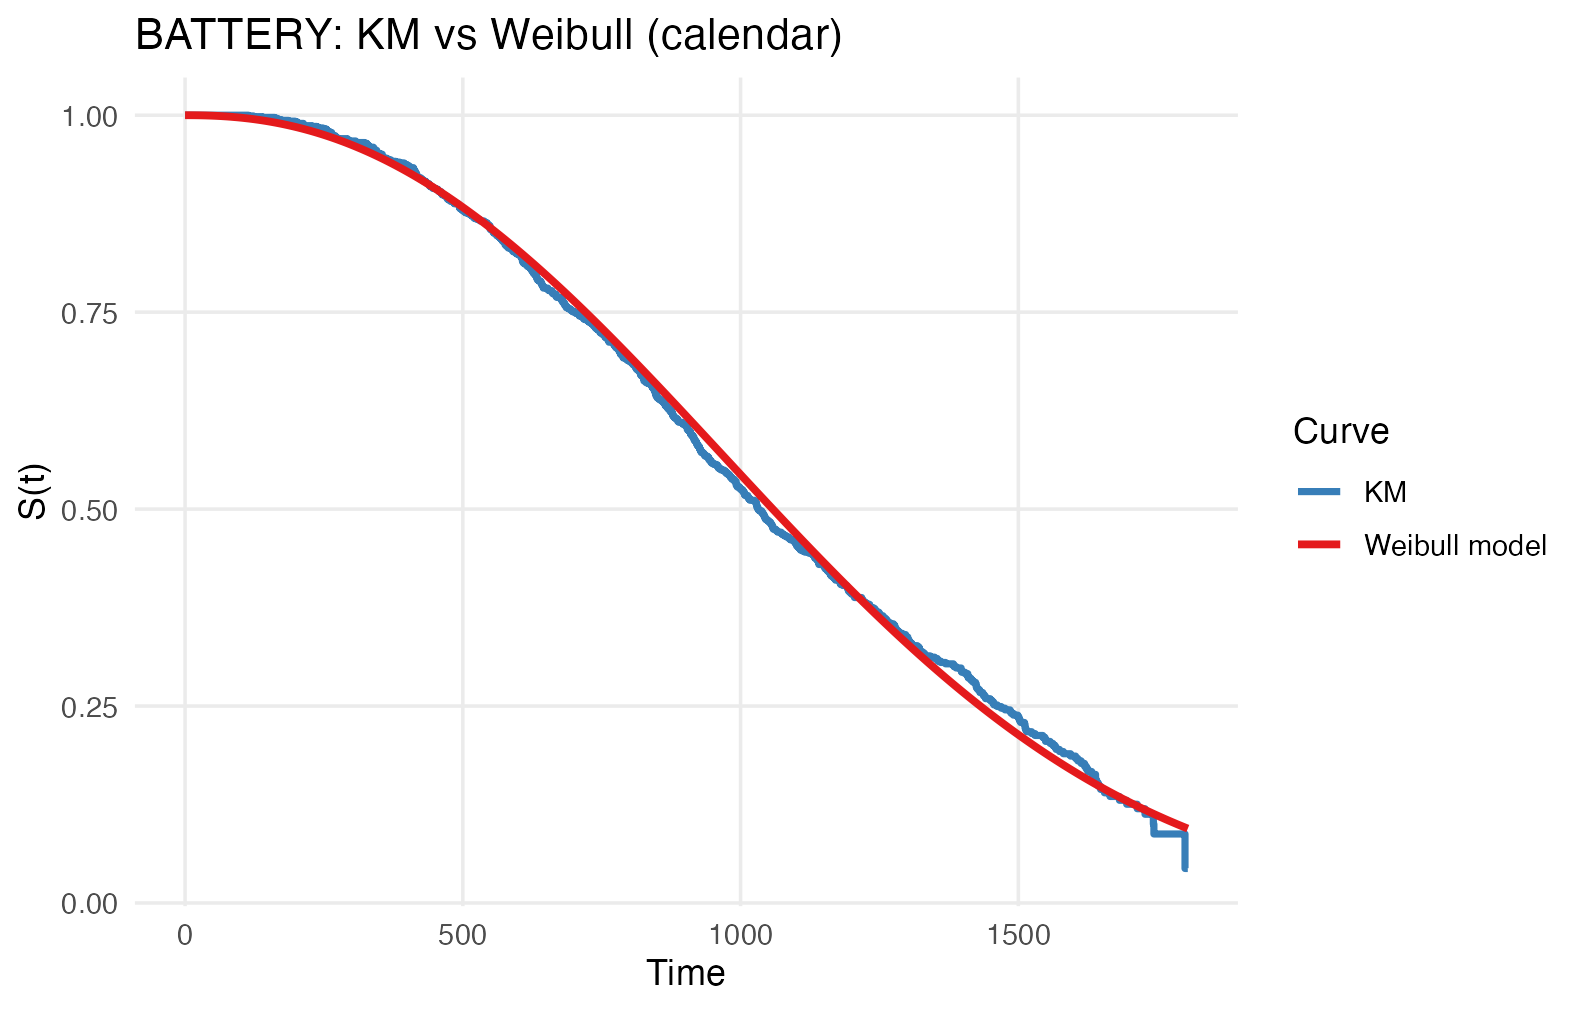 BATTERY: KM vs Weibull (calendar)
1.00
0.75
0.50
0.25
0.00
S(t)
0 500 1000 1500
Time
Curve
KM
Weibull model